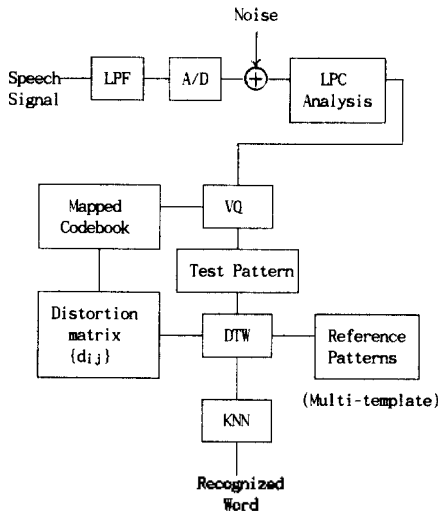 Noise
Speech
Signal
LPF
A/D
+
LPC
Analysis
Mapped
Codebook
VQ
Test Pattern
Distortion
matrix
{dij}
DTW
Reference
Patterns
(Multi-template)
KNN
Recognized
Word